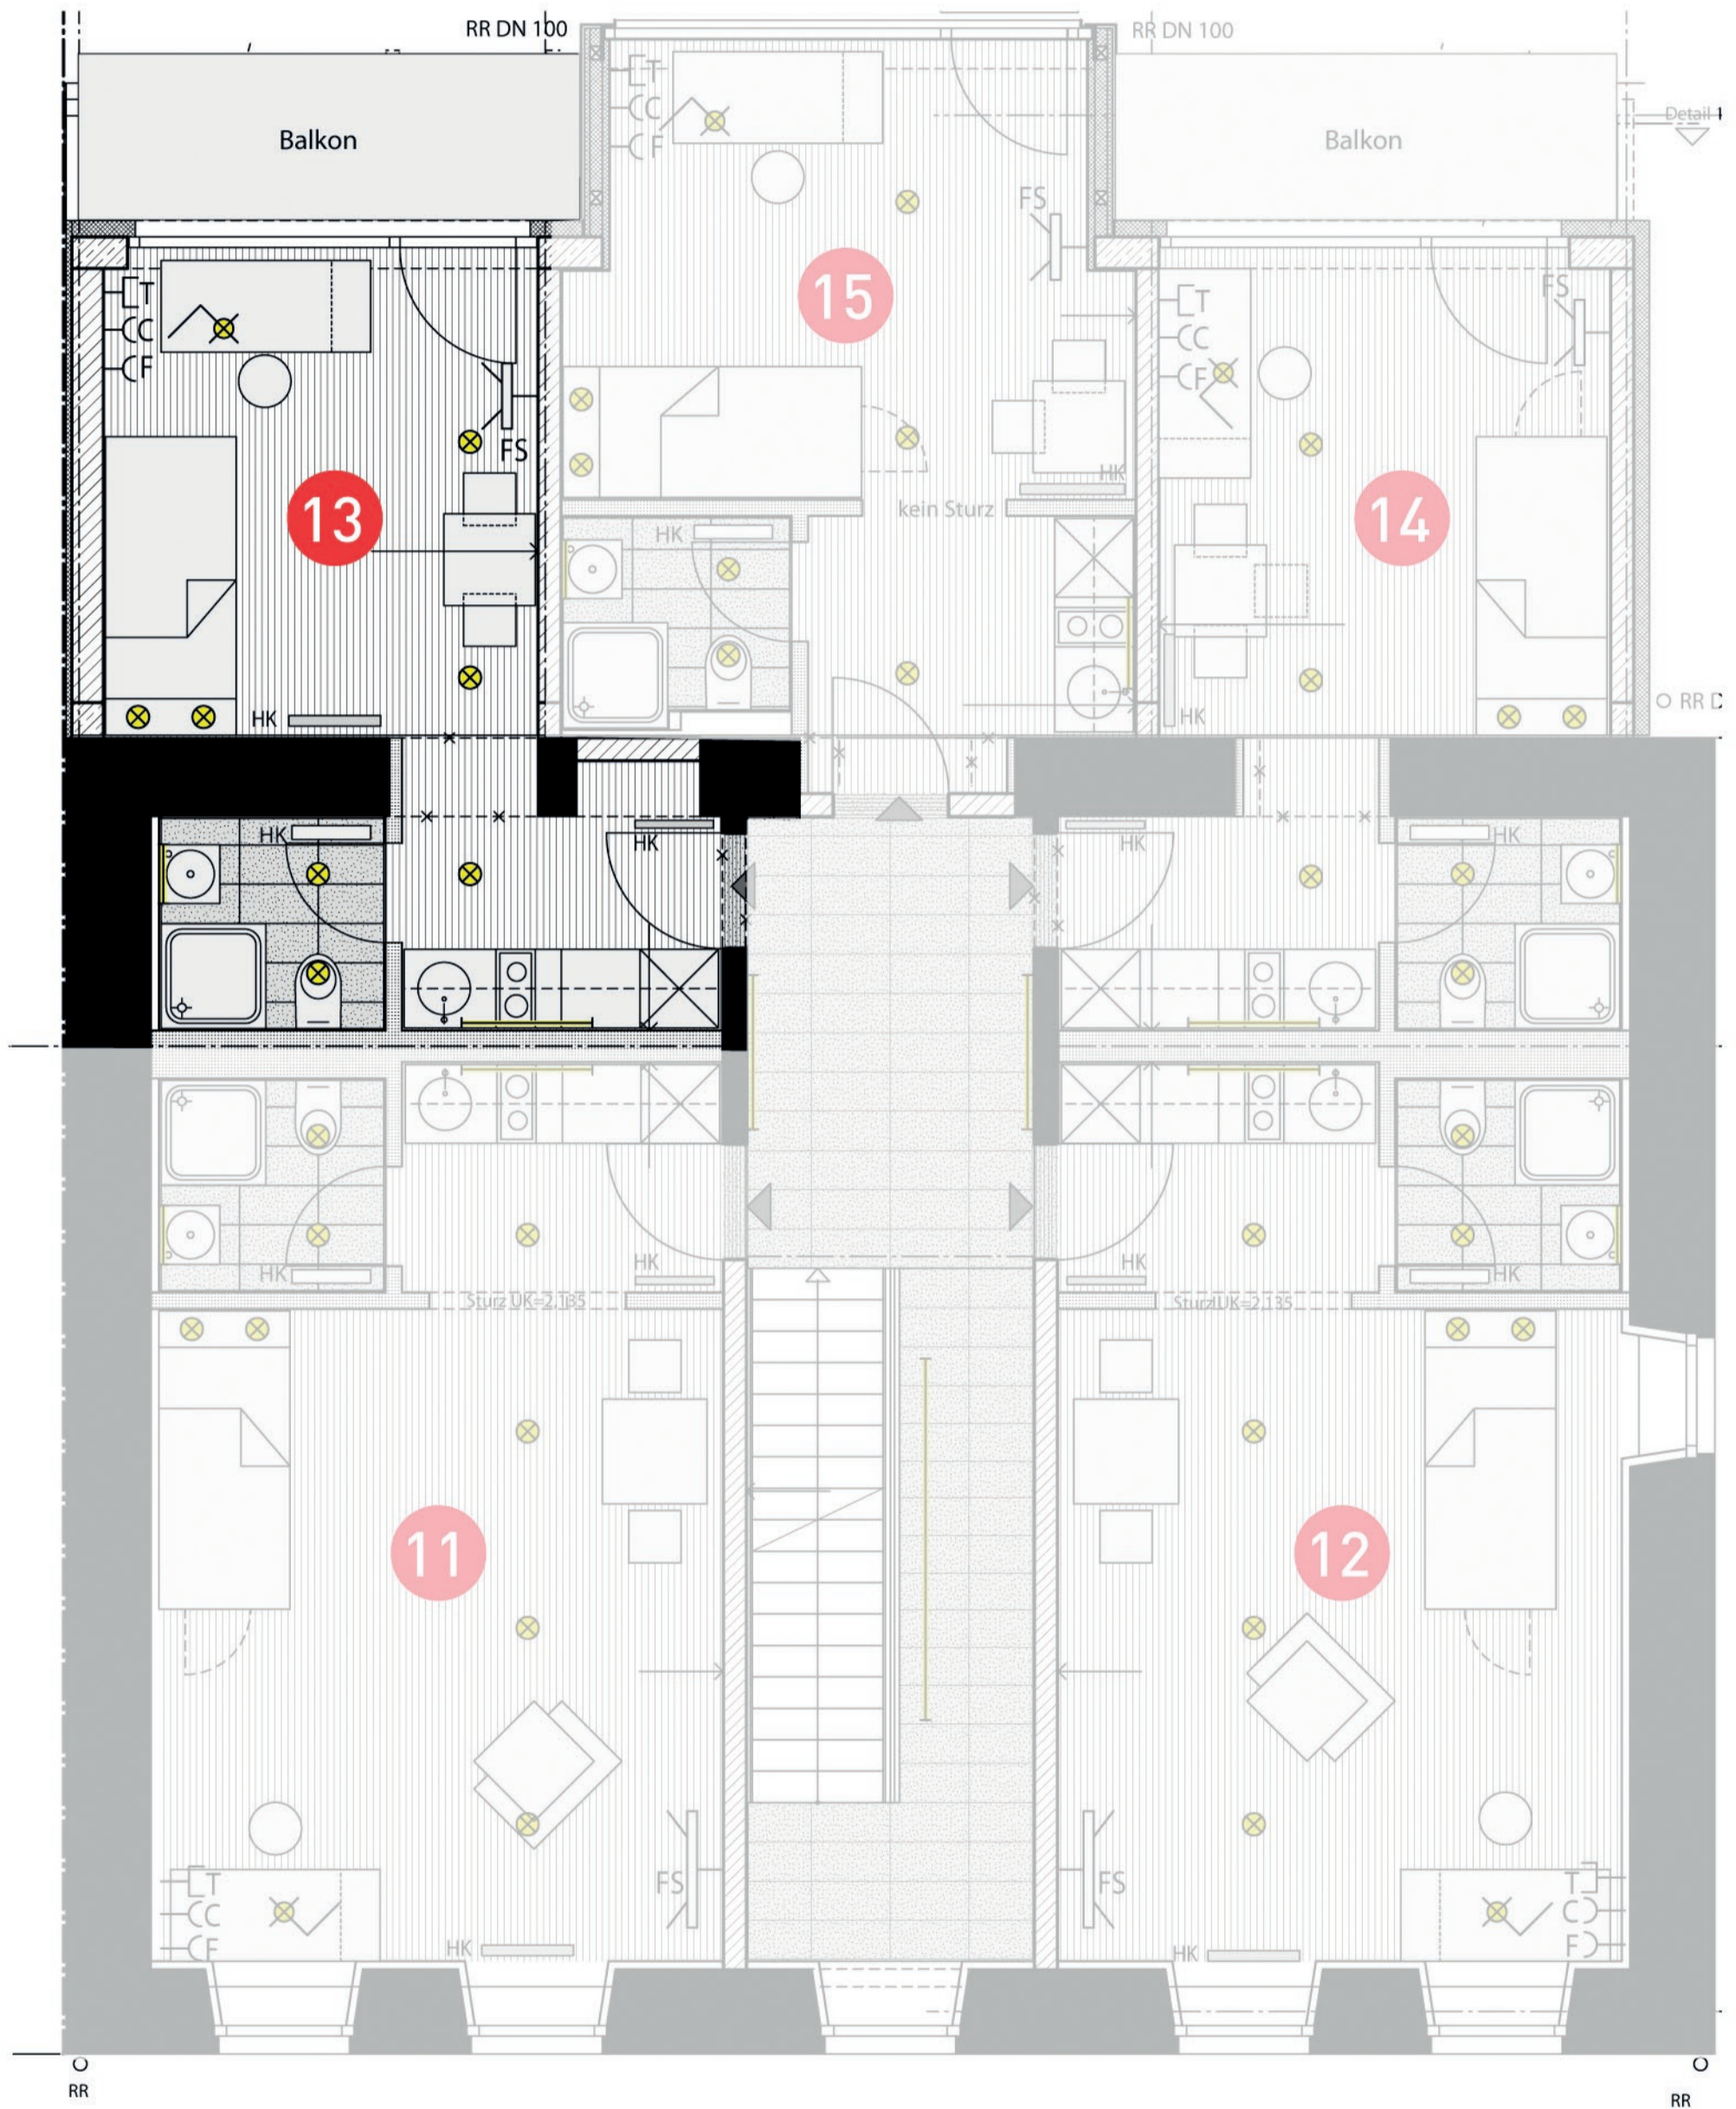 RR DN 100
RR DN 100
Balkon
Balkon
Detail
T
C
C
F
FS
15
FS
T
C
C
F
T
C
C
F
FS
13
HK
kein Sturz
14
HK
HK
HK
RR
HK
HK
HK
HK
HK
HK
HK
HK
Sturz UK=2,135
Sturz UK=2,135
11
12
T
C
C
F
FS
HK
FS
HK
T
C
F
RR
RR